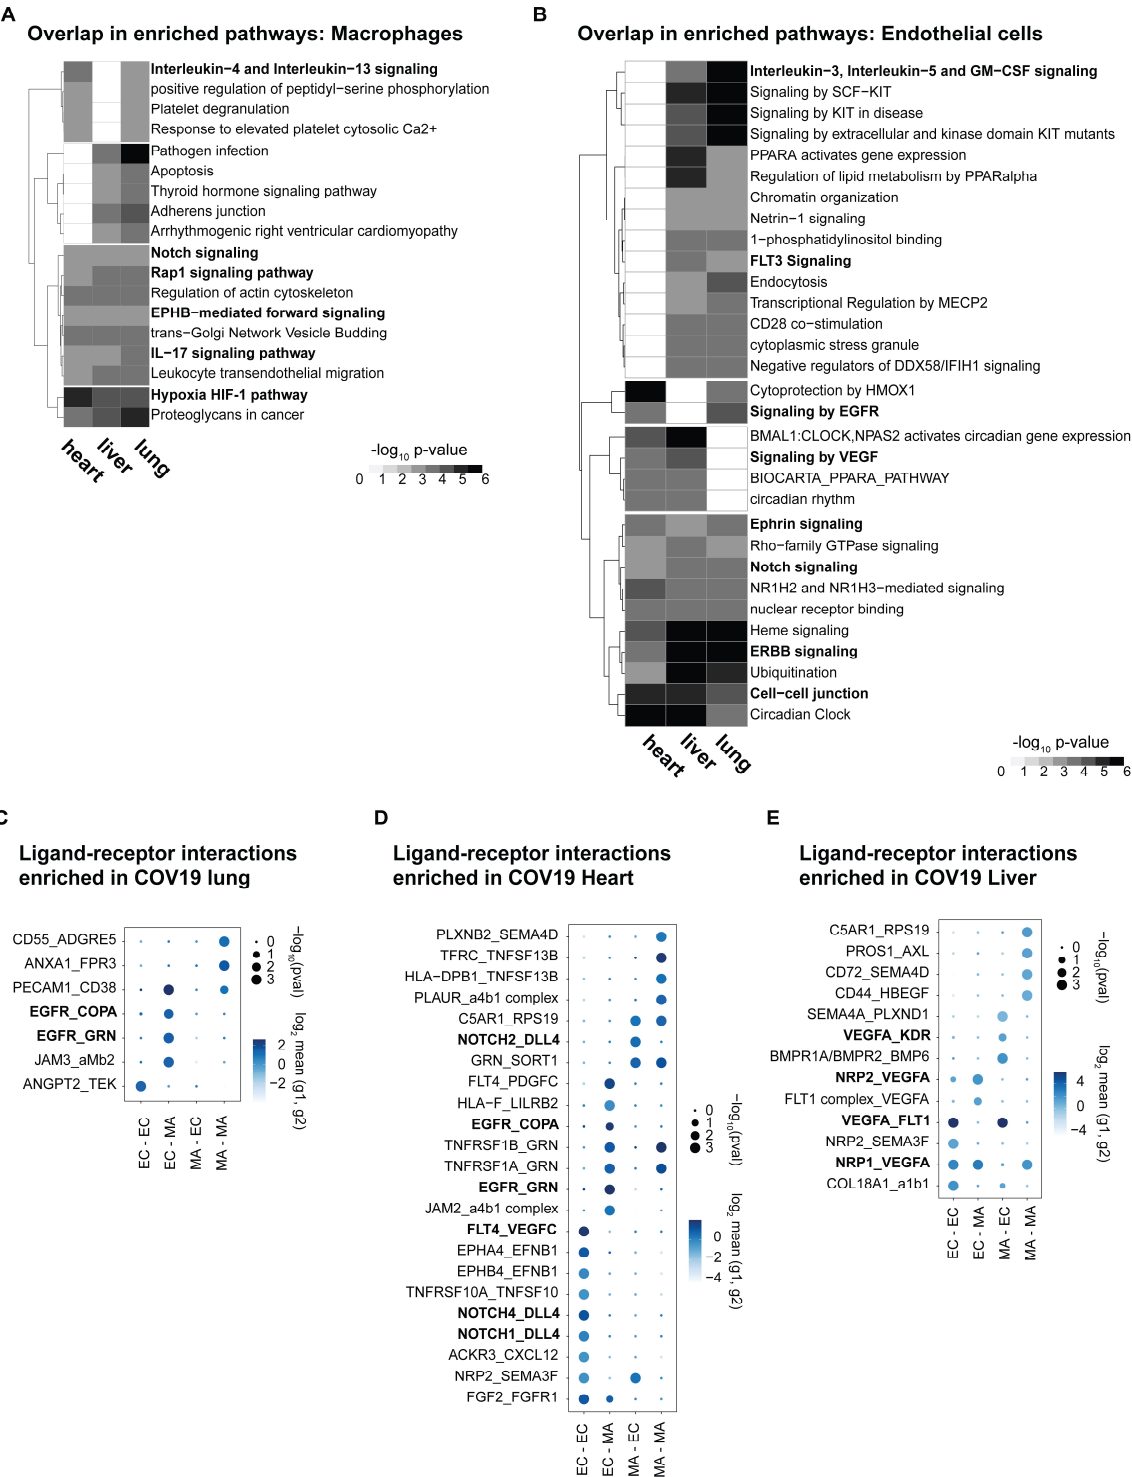 A
Overlap in enriched pathways: Macrophages
Interleukin−4 and Interleukin−13 signaling
positive regulation of peptidyl−serine phosphorylation
Platelet degranulation
Response to elevated platelet cytosolic Ca2+
Pathogen infection
Apoptosis
Thyroid hormone signaling pathway
Adherens junction
Arrhythmogenic right ventricular cardiomyopathy
Notch signaling
Rap1 signaling pathway
Regulation of actin cytoskeleton
EPHB−mediated forward signaling
trans−Golgi Network Vesicle Budding
IL−17 signaling pathway
Leukocyte transendothelial migration
Hypoxia HIF−1 pathway
Proteoglycans in cancer
heart liver lung
-log10 p-value
0 1 2 3 4 5 6
B
Overlap in enriched pathways: Endothelial cells
Interleukin−3, Interleukin−5 and GM−CSF signaling
Signaling by SCF−KIT
Signaling by KIT in disease
Signaling by extracellular and kinase domain KIT mutants
PPARA activates gene expression
Regulation of lipid metabolism by PPARalpha
Chromatin organization
Netrin−1 signaling
1−phosphatidylinositol binding
FLT3 Signaling
Endocytosis
Transcriptional Regulation by MECP2
CD28 co−stimulation
cytoplasmic stress granule
Negative regulators of DDX58/IFIH1 signaling
Cytoprotection by HMOX1
Signaling by EGFR
BMAL1:CLOCK,NPAS2 activates circadian gene expression
Signaling by VEGF
BIOCARTA_PPARA_PATHWAY
circadian rhythm
Ephrin signaling
Rho−family GTPase signaling
Notch signaling
NR1H2 and NR1H3−mediated signaling
nuclear receptor binding
Heme signaling
ERBB signaling
Ubiquitination
Cell−cell junction
Circadian Clock
heart liver lung
-log10 p-value
0 1 2 3 4 5 6
C
Ligand-receptor interactions
enriched in COV19 lung
CD55_ADGRE5
ANXA1_FPR3
PECAM1_CD38
EGFR_COPA
EGFR_GRN
JAM3_aMb2
ANGPT2_TEK
EC - EC
EC - MA
MA - EC
MA - MA
0
1
2
3
−log10(pval)
2
0
−2
log2 mean (g1, g2)
D
Ligand-receptor interactions
enriched in COV19 Heart
PLXNB2_SEMA4D
TFRC_TNFSF13B
HLA−DPB1_TNFSF13B
PLAUR_a4b1 complex
C5AR1_RPS19
NOTCH2_DLL4
GRN_SORT1
FLT4_PDGFC
HLA−F_LILRB2
EGFR_COPA
TNFRSF1B_GRN
TNFRSF1A_GRN
EGFR_GRN
JAM2_a4b1 complex
FLT4_VEGFC
EPHA4_EFNB1
EPHB4_EFNB1
TNFRSF10A_TNFSF10
NOTCH4_DLL4
NOTCH1_DLL4
ACKR3_CXCL12
NRP2_SEMA3F
FGF2_FGFR1
EC - EC
EC - MA
MA - EC
MA - MA
0
1
2
3
−log10(pval)
0
−2
−4
log2 mean (g1, g2)
E
Ligand-receptor interactions
enriched in COV19 Liver
C5AR1_RPS19
PROS1_AXL
CD72_SEMA4D
CD44_HBEGF
SEMA4A_PLXND1
VEGFA_KDR
BMPR1A/BMPR2_BMP6
NRP2_VEGFA
FLT1 complex_VEGFA
VEGFA_FLT1
NRP2_SEMA3F
NRP1_VEGFA
COL18A1_a1b1
EC - EC
EC - MA
MA - EC
MA - MA
0
1
2
3
−log10(pval)
4
0
−4
log2 mean (g1, g2)